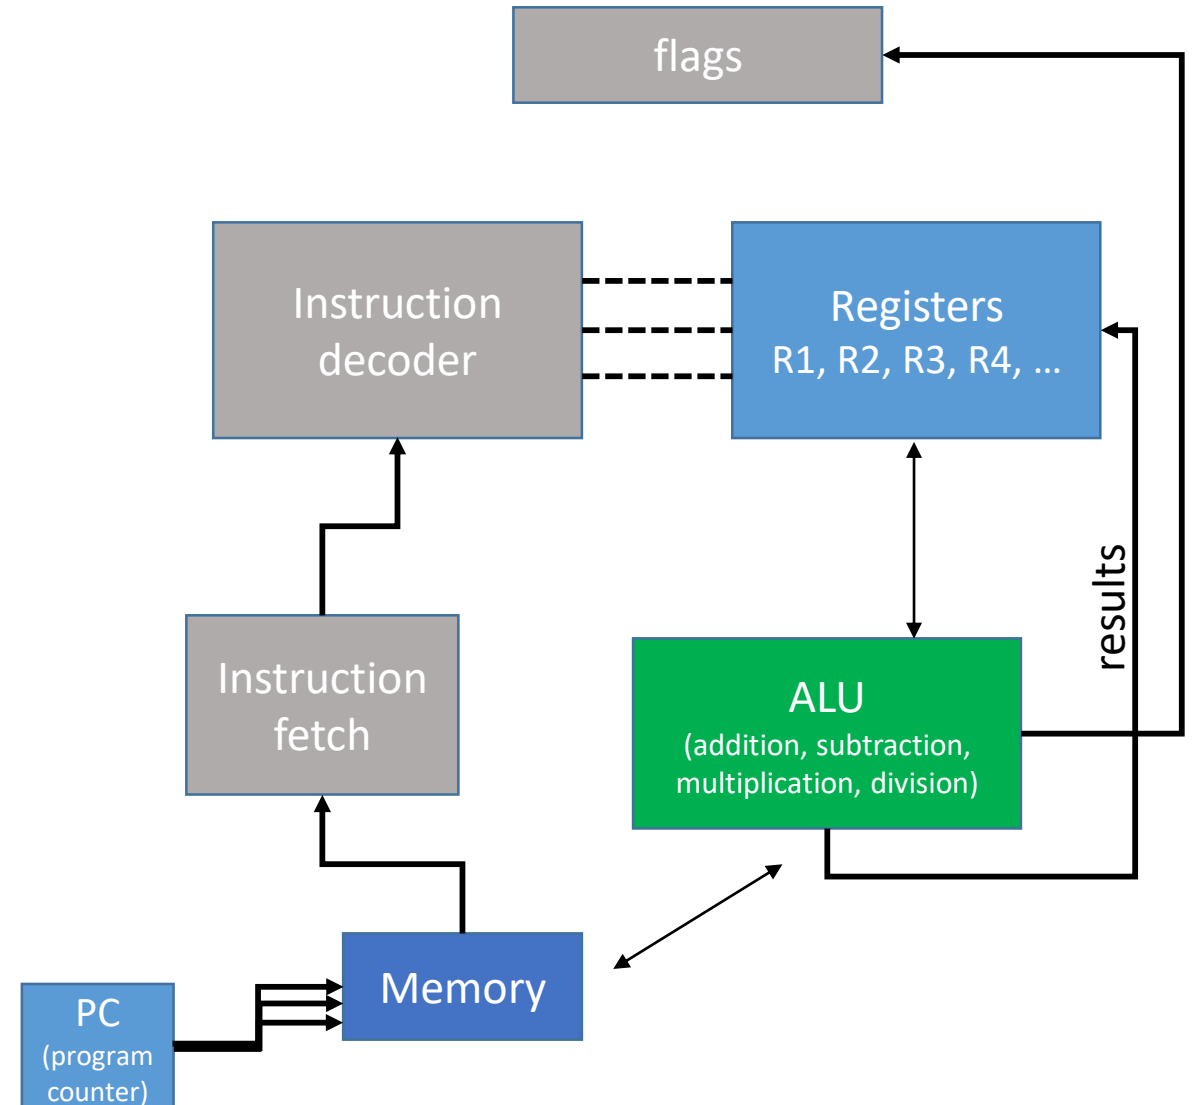 flags
Instruction
decoder
Registers
R1, R2, R3, R4, …
results
Instruction
fetch
ALU
(addition, subtraction,
multiplication, division)
Memory
PC
(program
counter)